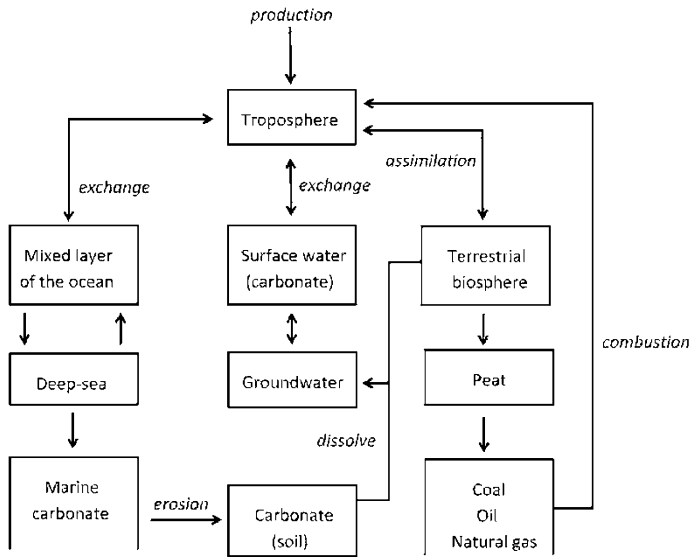 production
Troposphere
assimilation
exchange
exchange
Mixed layer
of the ocean
Surface water
(carbonate)
Terrestrial
biosphere
combustion
Deep-sea
Groundwater
Peat
dissolve
Marine
carbonate
erosion
Carbonate
(soil)
Coal
Oil
Natural gas